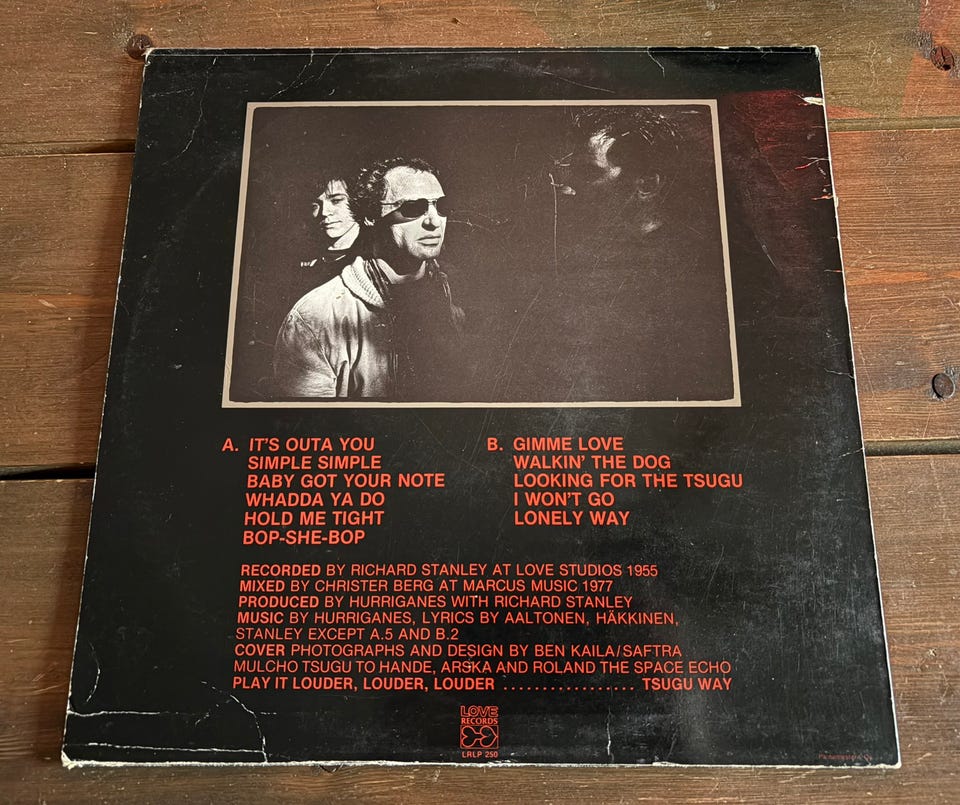 A. IT'S OUTA YOU
SIMPLE SIMPLE
BABY GOT YOUR NOTE
WHADDA YA DO
HOLD ME TIGHT
BOP-SHE-BOP
B. GIMME LOVE
WALKIN' THE DOG
LOOKING FOR THE TSUGU
I WON'T GO
LONELY WAY
RECORDED BY RICHARD STANLEY AT LOVE STUDIOS 1955
MIXED BY CHRISTER BERG AT MARCUS MUSIC 1977
PRODUCED BY HURRIGANES WITH RICHARD STANLEY
MUSIC BY HURRIGANES, LYRICS BY AALTONEN, HÄKKINEN,
STANLEY EXCEPT A.5 AND B.2
COVER PHOTOGRAPHS AND DESIGN BY BEN KAILA/SAFTRA
MULCHO TSUGU TO HANDE, ARSKA AND ROLAND THE SPACE ECHO
PLAY IT LOUDER, LOUDER, LOUDER ................. TSUGU WAY
LOVE
RECORDS
LRLP 250